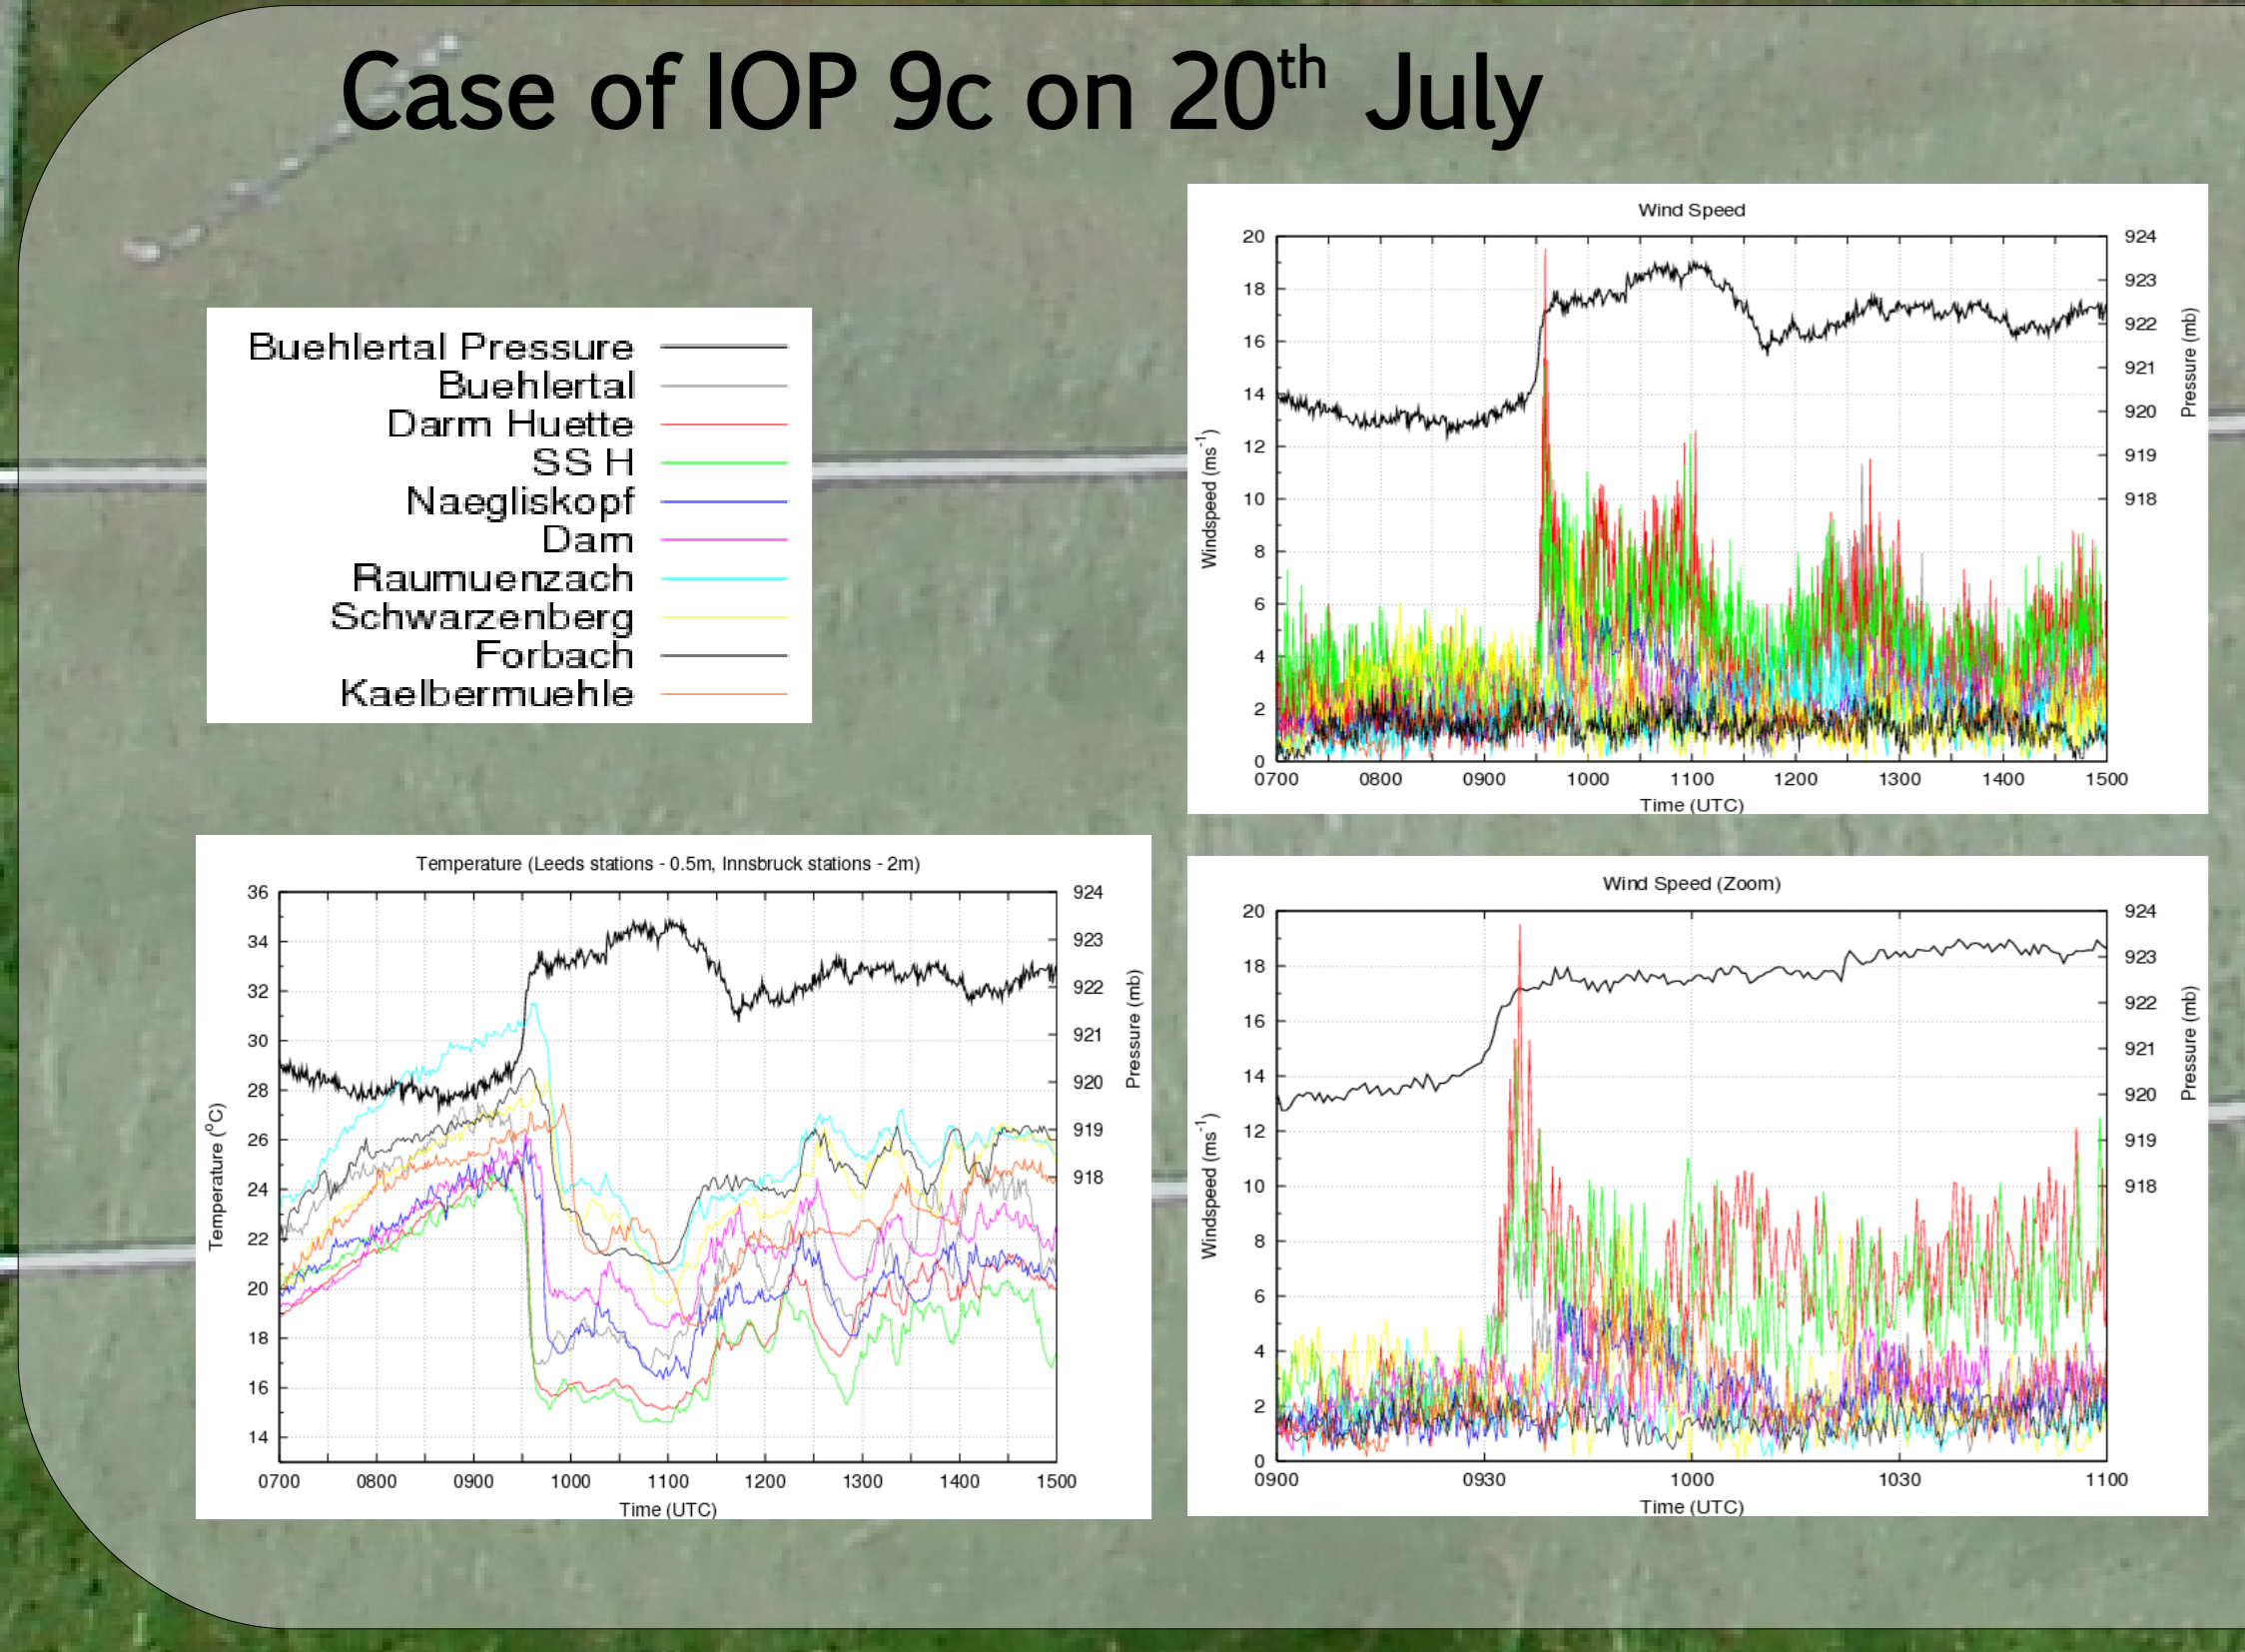 Case of IOP 9c on 20th July
Buehlertal Pressure
Buehlertal
Darm Huette
SS H
Naegliskopf
Dam
Raumuenzach
Schwarzenberg
Forbach
Kaelbermuehle
Wind Speed
20
18
16
14
12
10
8
6
4
2
0
924
923
922
921
920
919
918
Windspeed (ms-1)
Pressure (mb)
0700 0800 0900 1000 1100 1200 1300 1400 1500
Time (UTC)
Temperature (Leeds stations - 0.5m, Innsbruck stations - 2m)
36
34
32
30
28
26
24
22
20
18
16
14
924
923
922
921
920
919
918
Temperature (oC)
Pressure (mb)
0700 0800 0900 1000 1100 1200 1300 1400 1500
Time (UTC)
Wind Speed (Zoom)
20
18
16
14
12
10
8
6
4
2
0
924
923
922
921
920
919
918
Windspeed (ms-1)
Pressure (mb)
0900 0930 1000 1030 1100
Time (UTC)